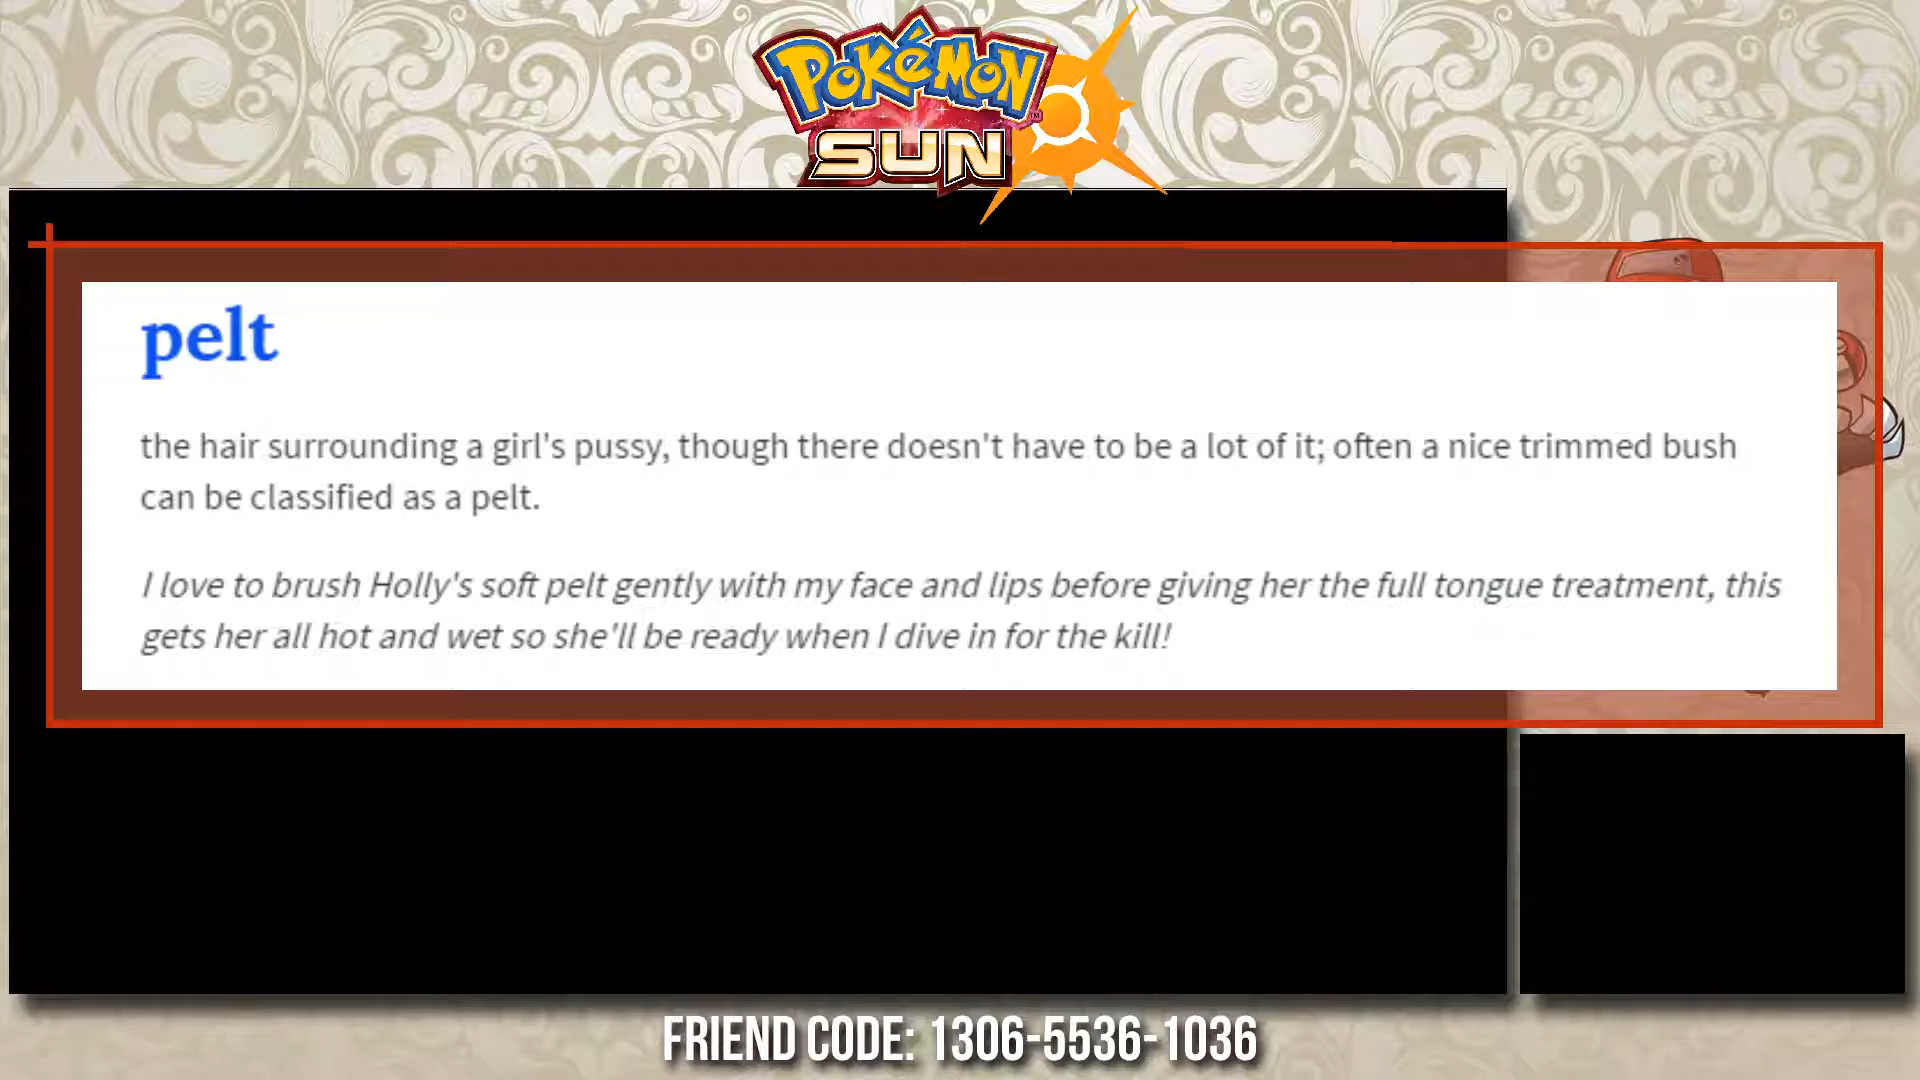 POKéMON
SUN
pelt
the hair surrounding a girl's pussy, though there doesn't have to be a lot of it; often a nice trimmed bush
can be classified as a pelt.
I love to brush Holly's soft pelt gently with my face and lips before giving her the full tongue treatment, this
gets her all hot and wet so she'll be ready when I dive in for the kill!
FRIEND CODE: 1306-5536-1036